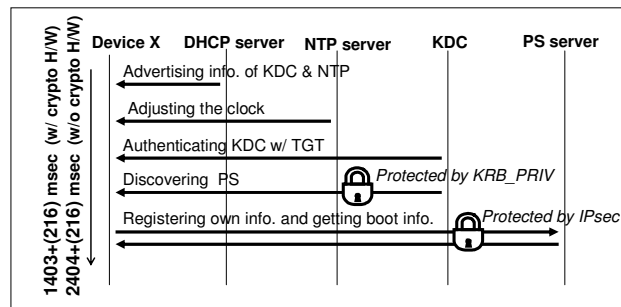 Device X DHCP server NTP server KDC PS server
Advertising info. of KDC & NTP
Adjusting the clock
Authenticating KDC w/ TGT
Discovering PS
Protected by KRB_PRIV
Registering own info. and getting boot info.
Protected by IPsec
1403+(216) msec (w/ crypto H/W)
2404+(216) msec (w/o crypto H/W)